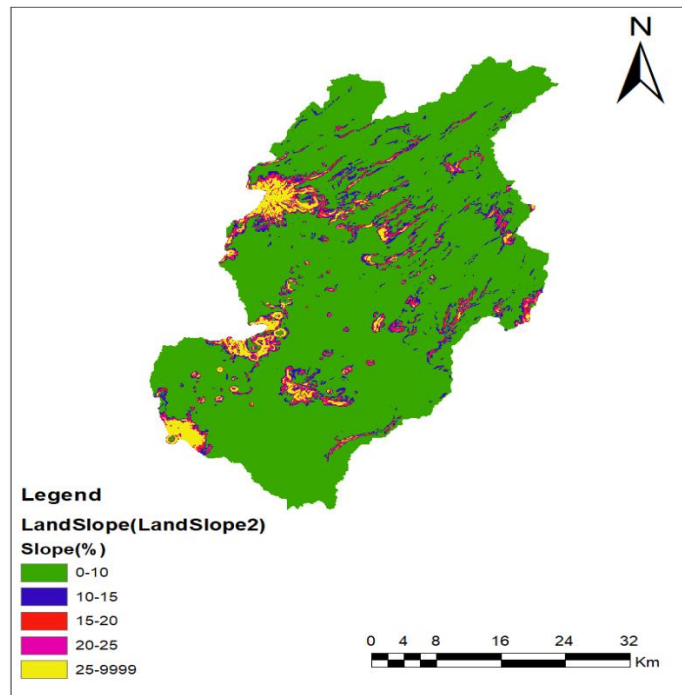 N
Legend
LandSlope(LandSlope2)
Slope(%)
0-10
10-15
15-20
20-25
25-9999
0 4 8 16 24 32
Km